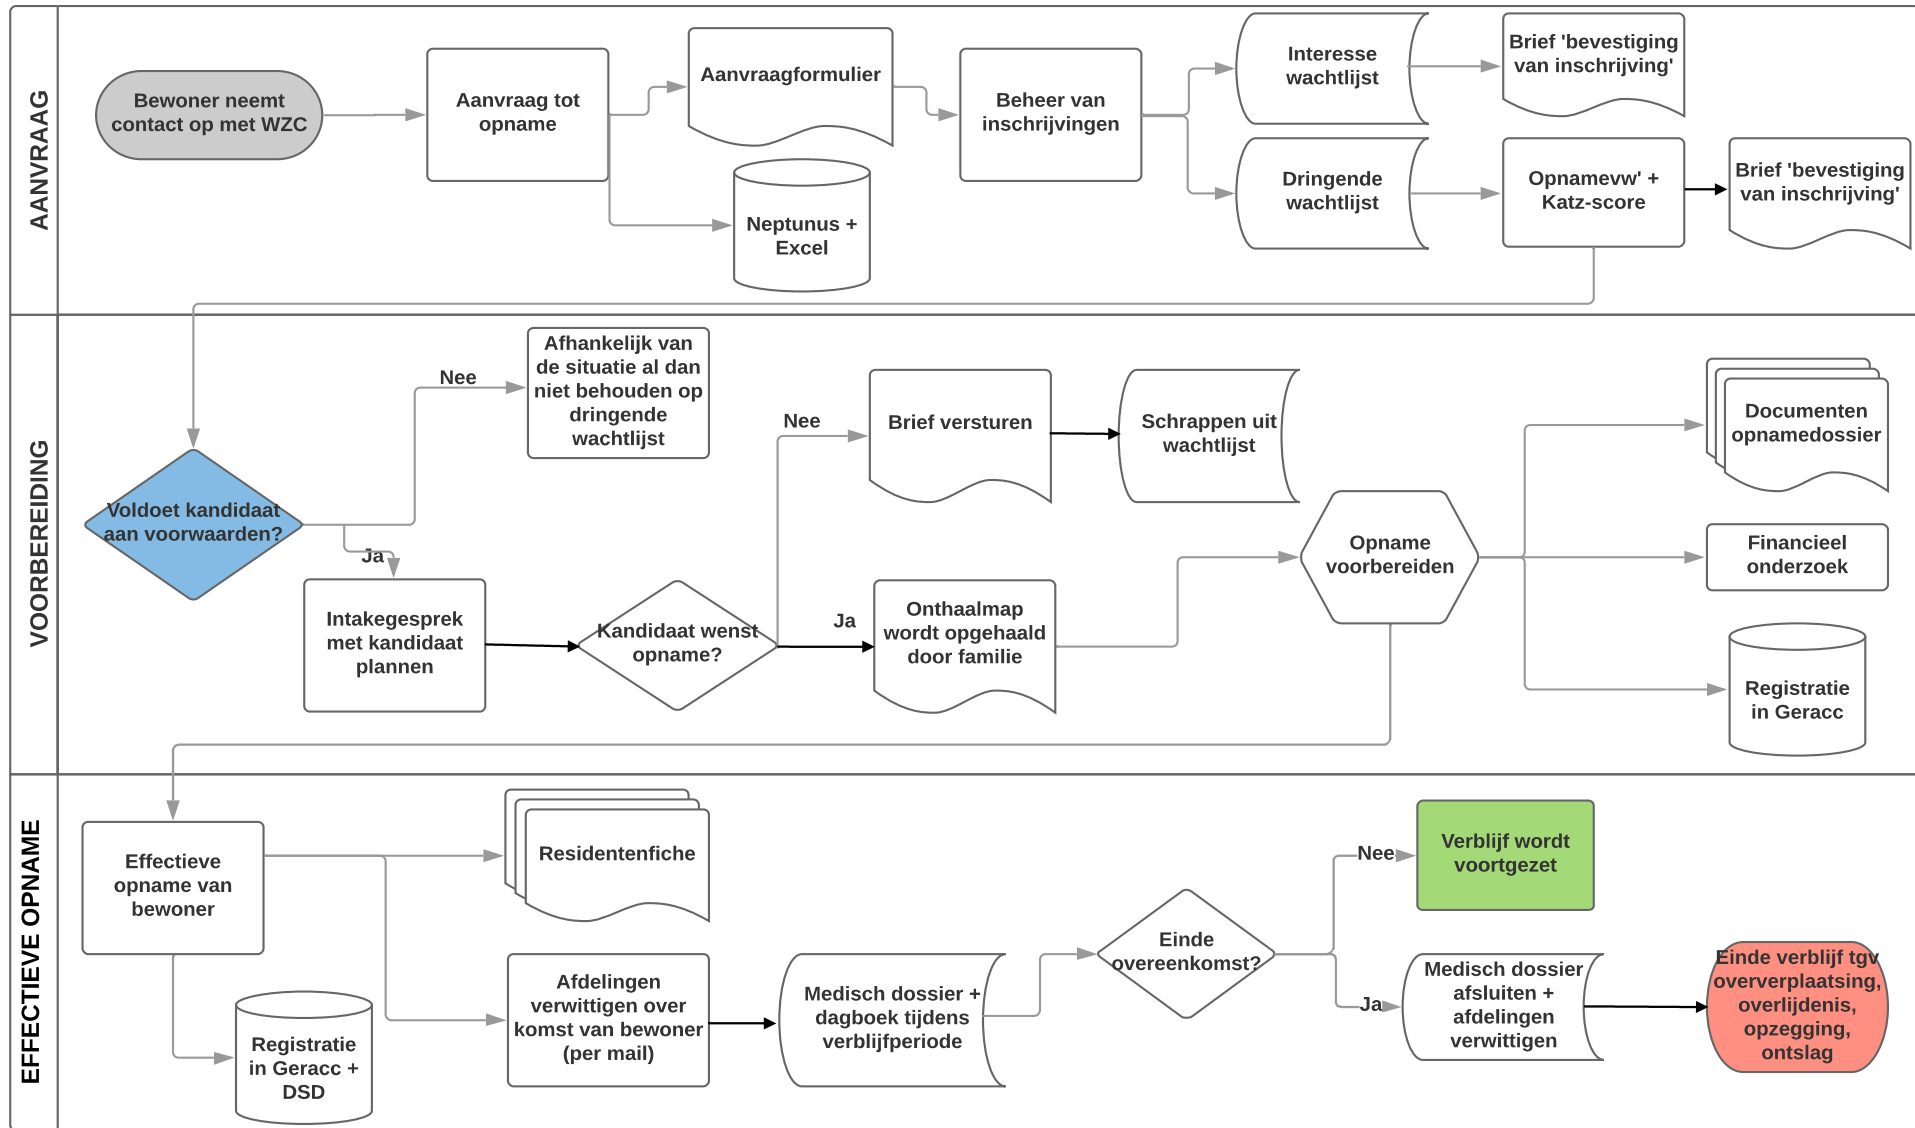 AANVRAAG
Bewoner neemt
contact op met WZC
Aanvraag tot
opname
Aanvraagformulier
Neptunus +
Excel
Beheer van
inschrijvingen
Interesse
wachtlijst
Brief 'bevestiging
van inschrijving'
Dringende
wachtlijst
Opnamevw' +
Katz-score
Brief 'bevestiging
van inschrijving'
VOORBEREIDING
Voldoet kandidaat
aan voorwaarden?
Nee
Afhankelijk van
de situatie al dan
niet behouden op
dringende
wachtlijst
Ja
Intakegesprek
met kandidaat
plannen
Kandidaat wenst
opname?
Nee
Brief versturen
Schrappen uit
wachtlijst
Ja
Onthaalmap
wordt opgehaald
door familie
Opname
voorbereiden
Documenten
opnamedossier
Financieel
onderzoek
Registratie
in Geracc
EFFECTIEVE OPNAME
Effectieve
opname van
bewoner
Residentenfiche
Registratie
in Geracc +
DSD
Afdelingen
verwittigen over
komst van bewoner
(per mail)
Medisch dossier +
dagboek tijdens
verblijfperiode
Einde
overeenkomst?
Nee
Verblijf wordt
voortgezet
Ja
Medisch dossier
afsluiten +
afdelingen
verwittigen
Einde verblijf tgv
oververplaatsing,
overlijdenis,
opzegging,
ontslag